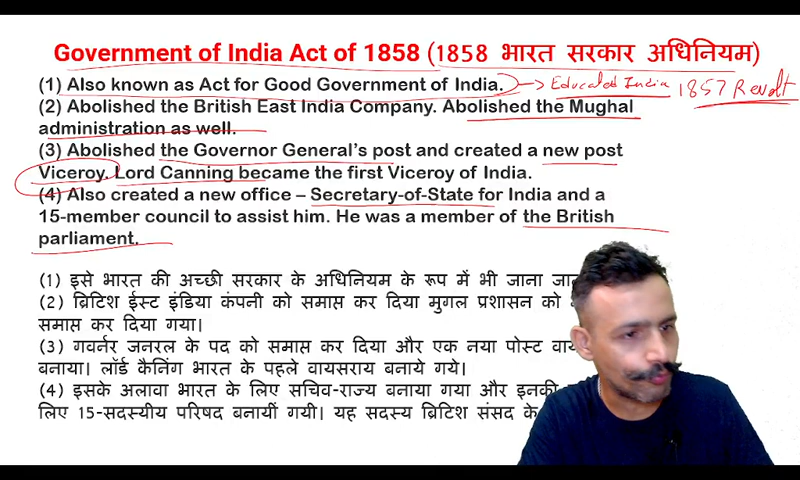 Government of India Act of 1858 (1858 भारत सरकार अधिनियम)
(1) Also known as Act for Good Government of India. → Educated India 1857 Revolt
(2) Abolished the British East India Company. Abolished the Mughal
administration as well.
(3) Abolished the Governor General's post and created a new post
Viceroy. Lord Canning became the first Viceroy of India.
(4) Also created a new office – Secretary-of-State for India and a
15-member council to assist him. He was a member of the British
parliament.
(1) इसे भारत की अच्छी सरकार के अधिनियम के रूप में भी जाना
(2) ब्रिटिश ईस्ट इंडिया कंपनी को समाप्त कर दिया मुगल प्रशासन को
समाप्त कर दिया गया।
(3) गवर्नर जनरल के पद को समाप्त कर दिया और एक नया पोस्ट
बनाया। लॉर्ड कैनिंग भारत के पहले वायसराय बनाये गये।
(4) इसके अलावा भारत के लिए सचिव-राज्य बनाया गया और इनकी
लिए 15-सदस्यीय परिषद बनायीं गयी। यह सदस्य ब्रिटिश संसद के